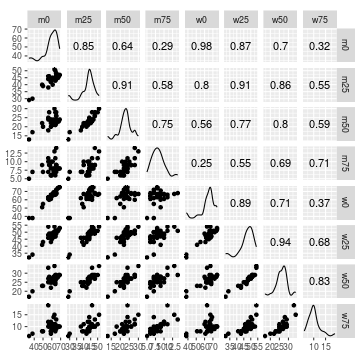 m0 m25 m50 m75 w0 w25 w50 w75
70 60 50 40 0.85 0.64 0.29 0.98 0.87 0.7 0.32 m0
50 45 40 35 30 0.91 0.58 0.8 0.91 0.86 0.55 m25
30 25 20 15 0.75 0.56 0.77 0.8 0.59 m50
12.5 10.0 7.5 5.0 0.25 0.55 0.69 0.71 m75
70 60 50 40 0.89 0.71 0.37 w0
55 50 45 40 35 0.94 0.68 w25
30 25 20 0.83 w50
15 10 w75
10 15